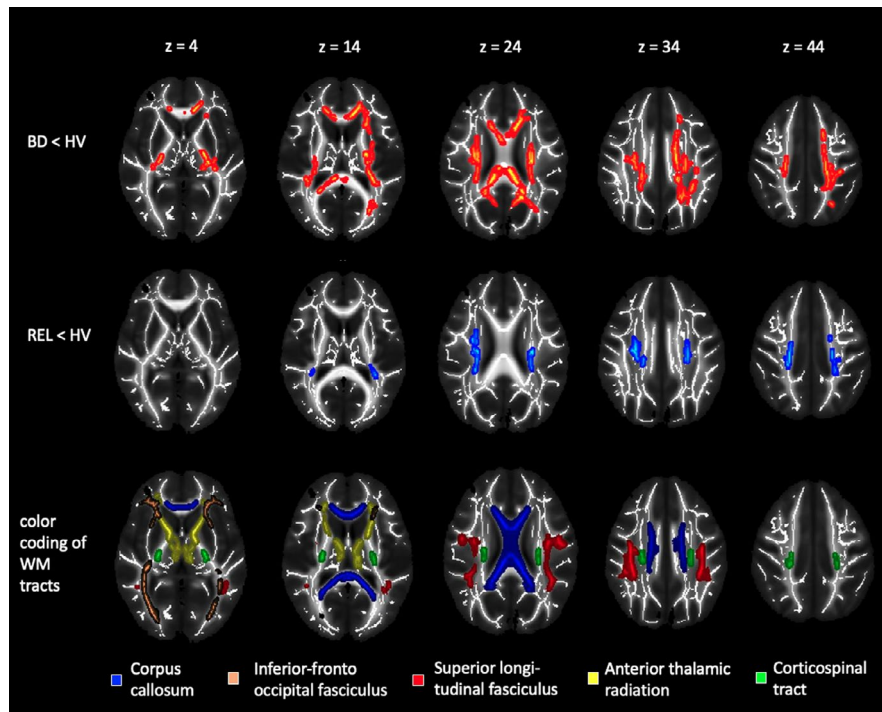 z = 4 z = 14 z = 24 z = 34 z = 44
BD < HV
REL < HV
color
coding of
WM
tracts
Corpus
callosum
Inferior-fronto
occipital fasciculus
Superior longi-
tudinal fasciculus
Anterior thalamic
radiation
Corticospinal
tract